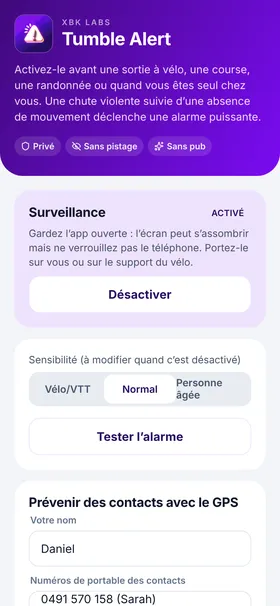 XBK LABS
Tumble Alert
Activez-le avant une sortie à vélo, une course,
une randonnée ou quand vous êtes seul chez
vous. Une chute violente suivie d’une absence
de mouvement déclenche une alarme puissante.
Privé
Sans pistage
Sans pub
Surveillance
ACTIVÉ
Gardez l’app ouverte : l’écran peut s’assombrir
mais ne verrouillez pas le téléphone. Portez-le
sur vous ou sur le support du vélo.
Désactiver
Sensibilité (à modifier quand c’est désactivé)
Vélo/VTT
Normal
Personne
âgée
Tester l’alarme
Prévenir des contacts avec le GPS
Votre nom
Daniel
Numéros de portable des contacts
0491 570 158 (Sarah)